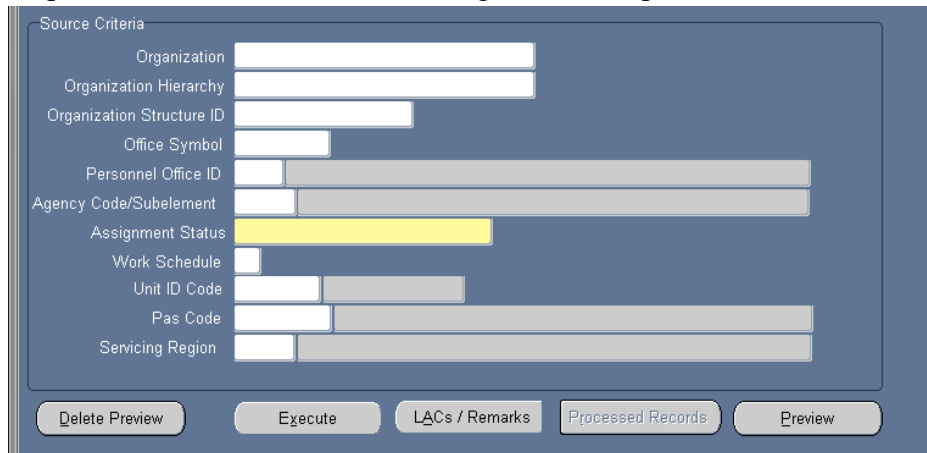 Source Criteria
Organization
Organization Hierarchy
Organization Structure ID
Office Symbol
Personnel Office ID
Agency Code/Subelement
Assignment Status
Work Schedule
Unit ID Code
Pas Code
Servicing Region
Delete Preview Execute LACs / Remarks Processed Records Preview